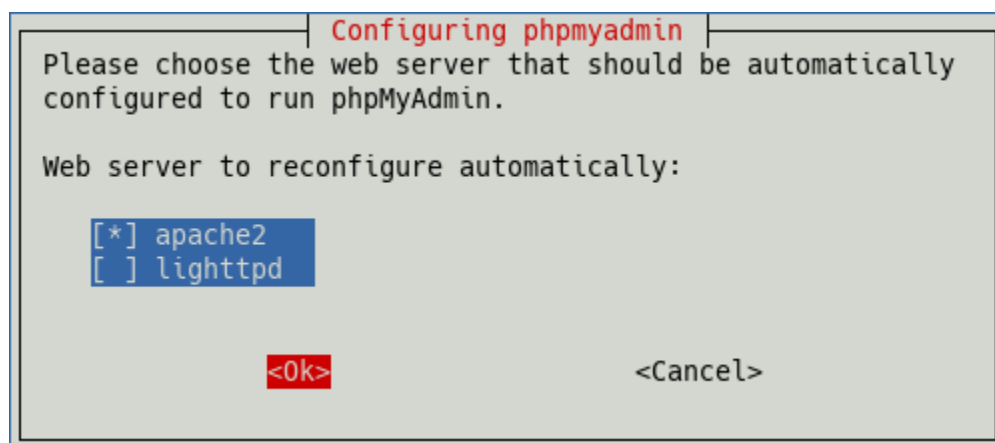 Configuring phpmyadmin
Please choose the web server that should be automatically
configured to run phpMyAdmin.
Web server to reconfigure automatically:
[*] apache2
[ ] lighttpd
<Ok> <Cancel>